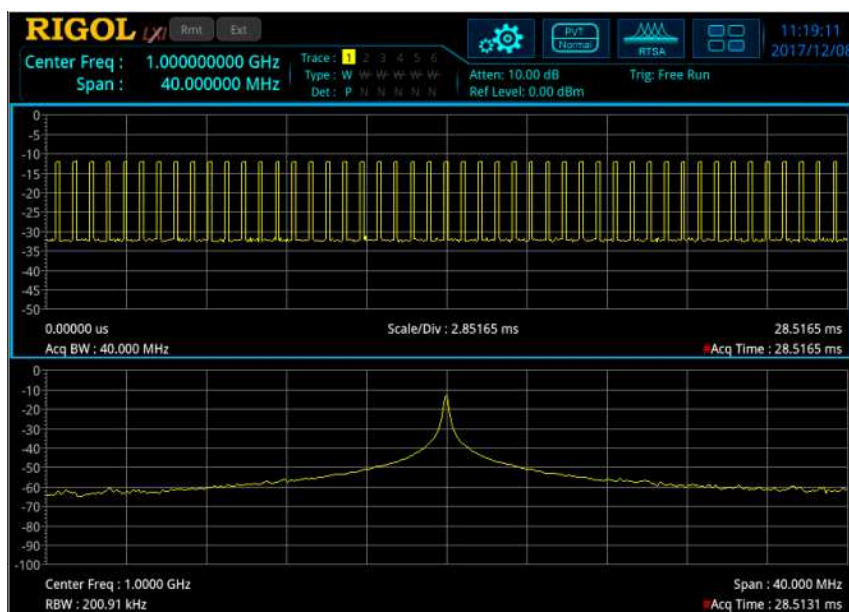 RIGOL LXI Rmt Ext
PVT
Normal
RTSA
11:19:11
2017/12/08
Center Freq : 1.000000000 GHz
Span : 40.000000 MHz
Trace : 1 2 3 4 5 6
Type : W W W W W W
Det : P N N N N N
Atten: 10.00 dB
Trig: Free Run
Ref Level: 0.00 dBm
0
-5
-10
-15
-20
-25
-30
-35
-40
-45
-50
0.00000 us
Scale/Div : 2.85165 ms
28.5165 ms
Acq BW : 40.000 MHz
#Acq Time : 28.5165 ms
0
-10
-20
-30
-40
-50
-60
-70
-80
-90
-100
Center Freq : 1.0000 GHz
Span : 40.000 MHz
RBW : 200.91 kHz
#Acq Time : 28.5131 ms